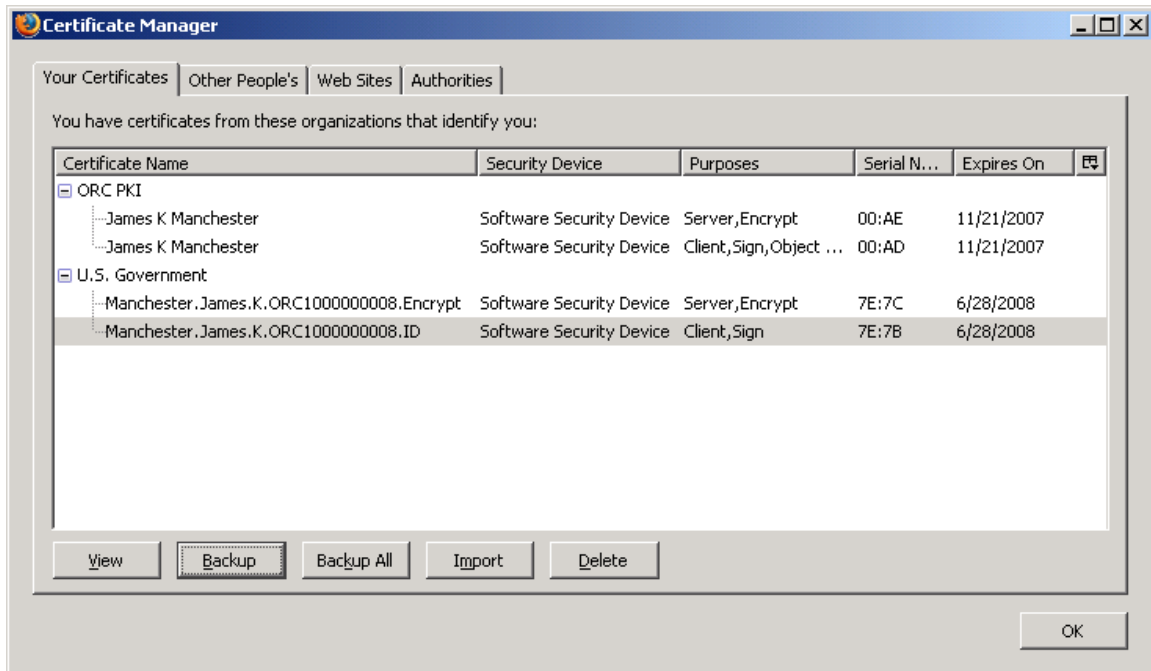 Certificate Manager
Your Certificates Other People's Web Sites Authorities
You have certificates from these organizations that identify you:
Certificate Name Security Device Purposes Serial N... Expires On
ORC PKI
James K Manchester Software Security Device Server,Encrypt 00:AE 11/21/2007
James K Manchester Software Security Device Client,Sign,Object ... 00:AD 11/21/2007
U.S. Government
Manchester.James.K.ORC1000000008.Encrypt Software Security Device Server,Encrypt 7E:7C 6/28/2008
Manchester.James.K.ORC1000000008.ID Software Security Device Client,Sign 7E:7B 6/28/2008
View Backup Backup All Import Delete
OK